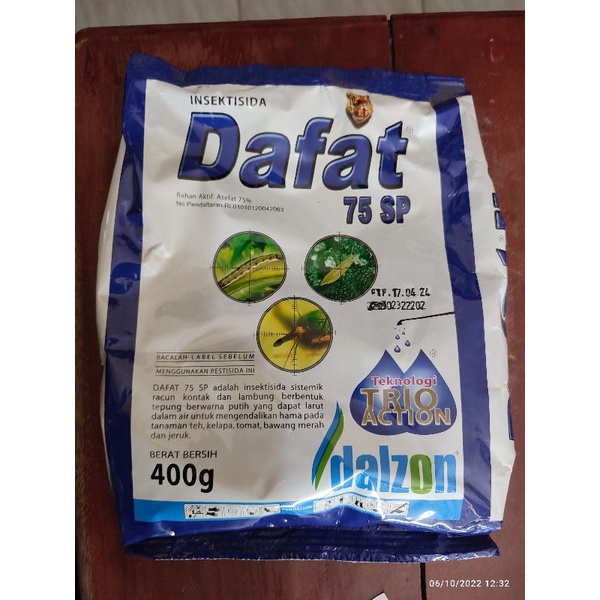 INSEKTISIDA
Dafat®
75 SP
Bahan Aktif: Asefat 75%
No Pendaftaran RI.01010120042063
EXP.17.04.24
02322202
BACALAH LABEL SEBELUM
MENGGUNAKAN PESTISIDA INI
Teknologi
TRIO
ACTION
DAFAT 75 SP adalah insektisida sistemik
racun kontak dan lambung berbentuk
tepung berwarna putih yang dapat larut
dalam air untuk mengendalikan hama pada
tanaman teh, kelapa, tomat, bawang merah
dan jeruk.
BERAT BERSIH
400g
dalzon®
06/10/2022 12:32